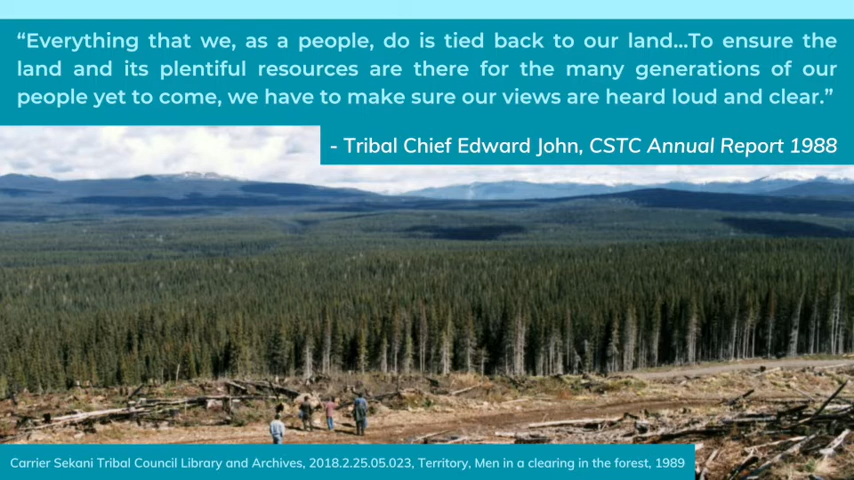 “Everything that we, as a people, do is tied back to our land...To ensure the
land and its plentiful resources are there for the many generations of our
people yet to come, we have to make sure our views are heard loud and clear.”
- Tribal Chief Edward John, CSTC Annual Report 1988
Carrier Sekani Tribal Council Library and Archives, 2018.2.25.05.023, Territory, Men in a clearing in the forest, 1989